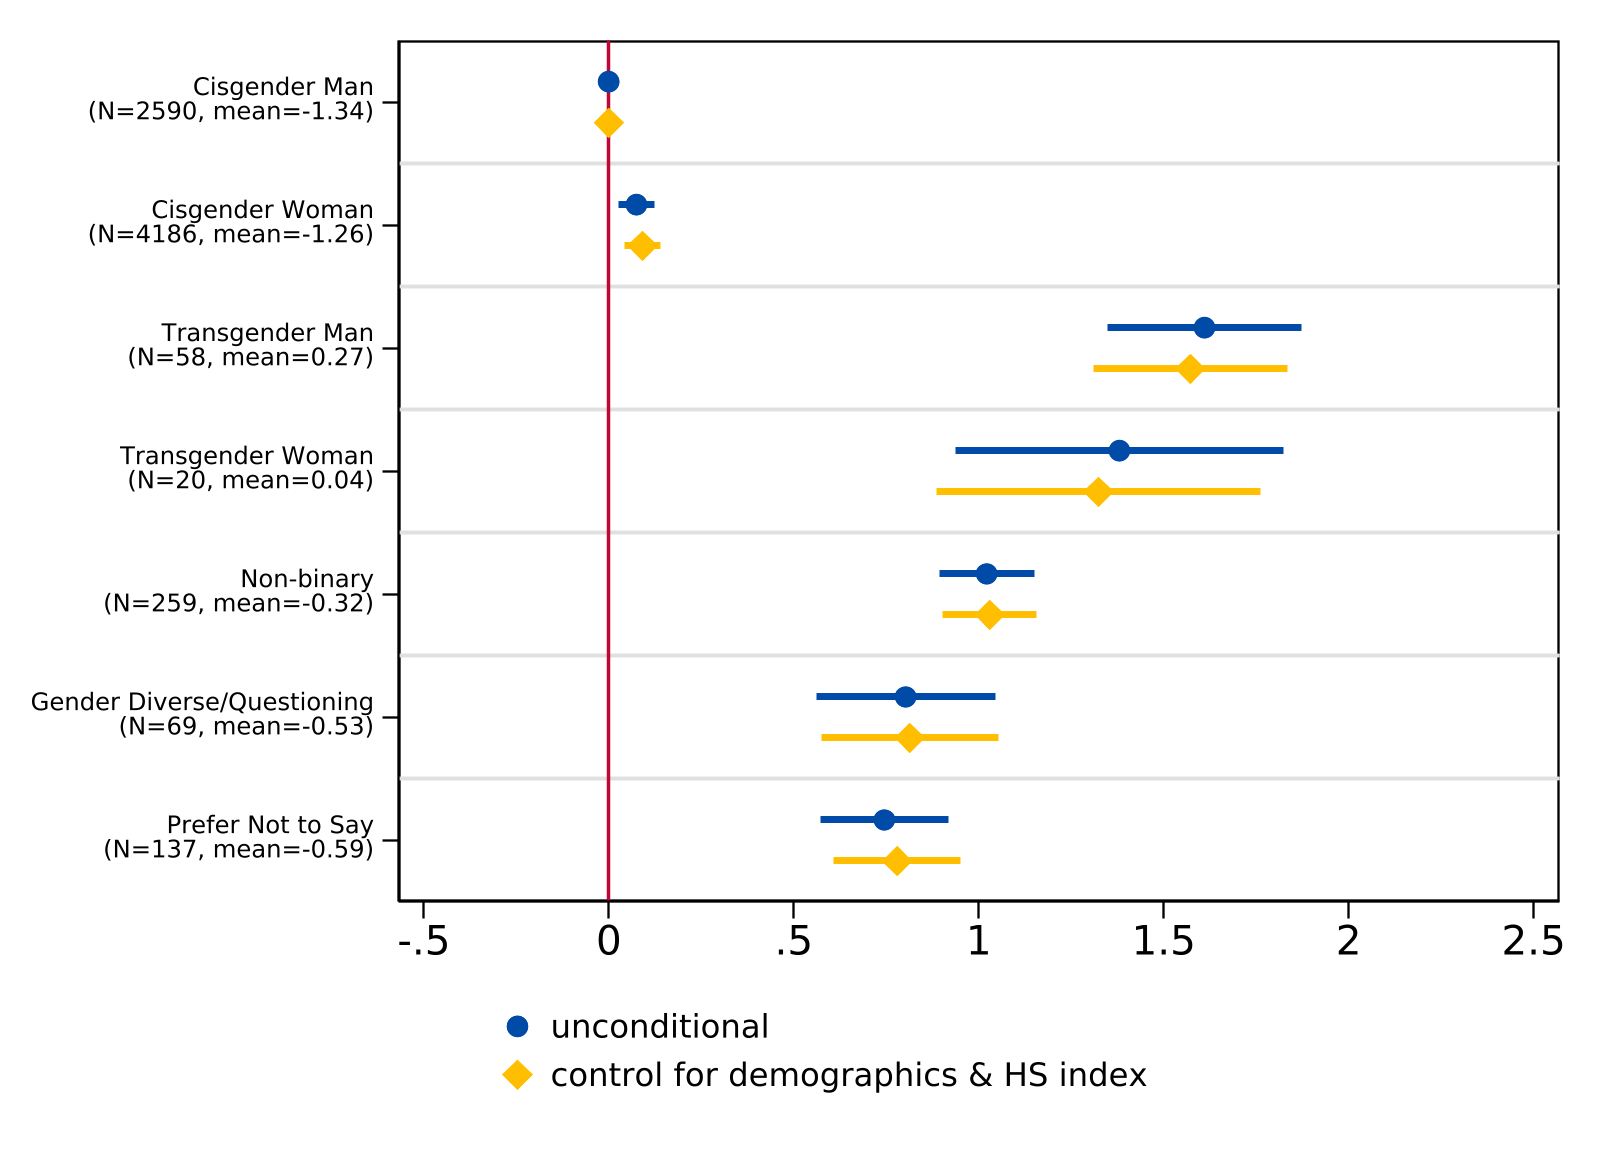 Cisgender Man
(N=2590, mean=-1.34)
Cisgender Woman
(N=4186, mean=-1.26)
Transgender Man
(N=58, mean=0.27)
Transgender Woman
(N=20, mean=0.04)
Non-binary
(N=259, mean=-0.32)
Gender Diverse/Questioning
(N=69, mean=-0.53)
Prefer Not to Say
(N=137, mean=-0.59)
-.5 0 .5 1 1.5 2 2.5
unconditional
control for demographics & HS index